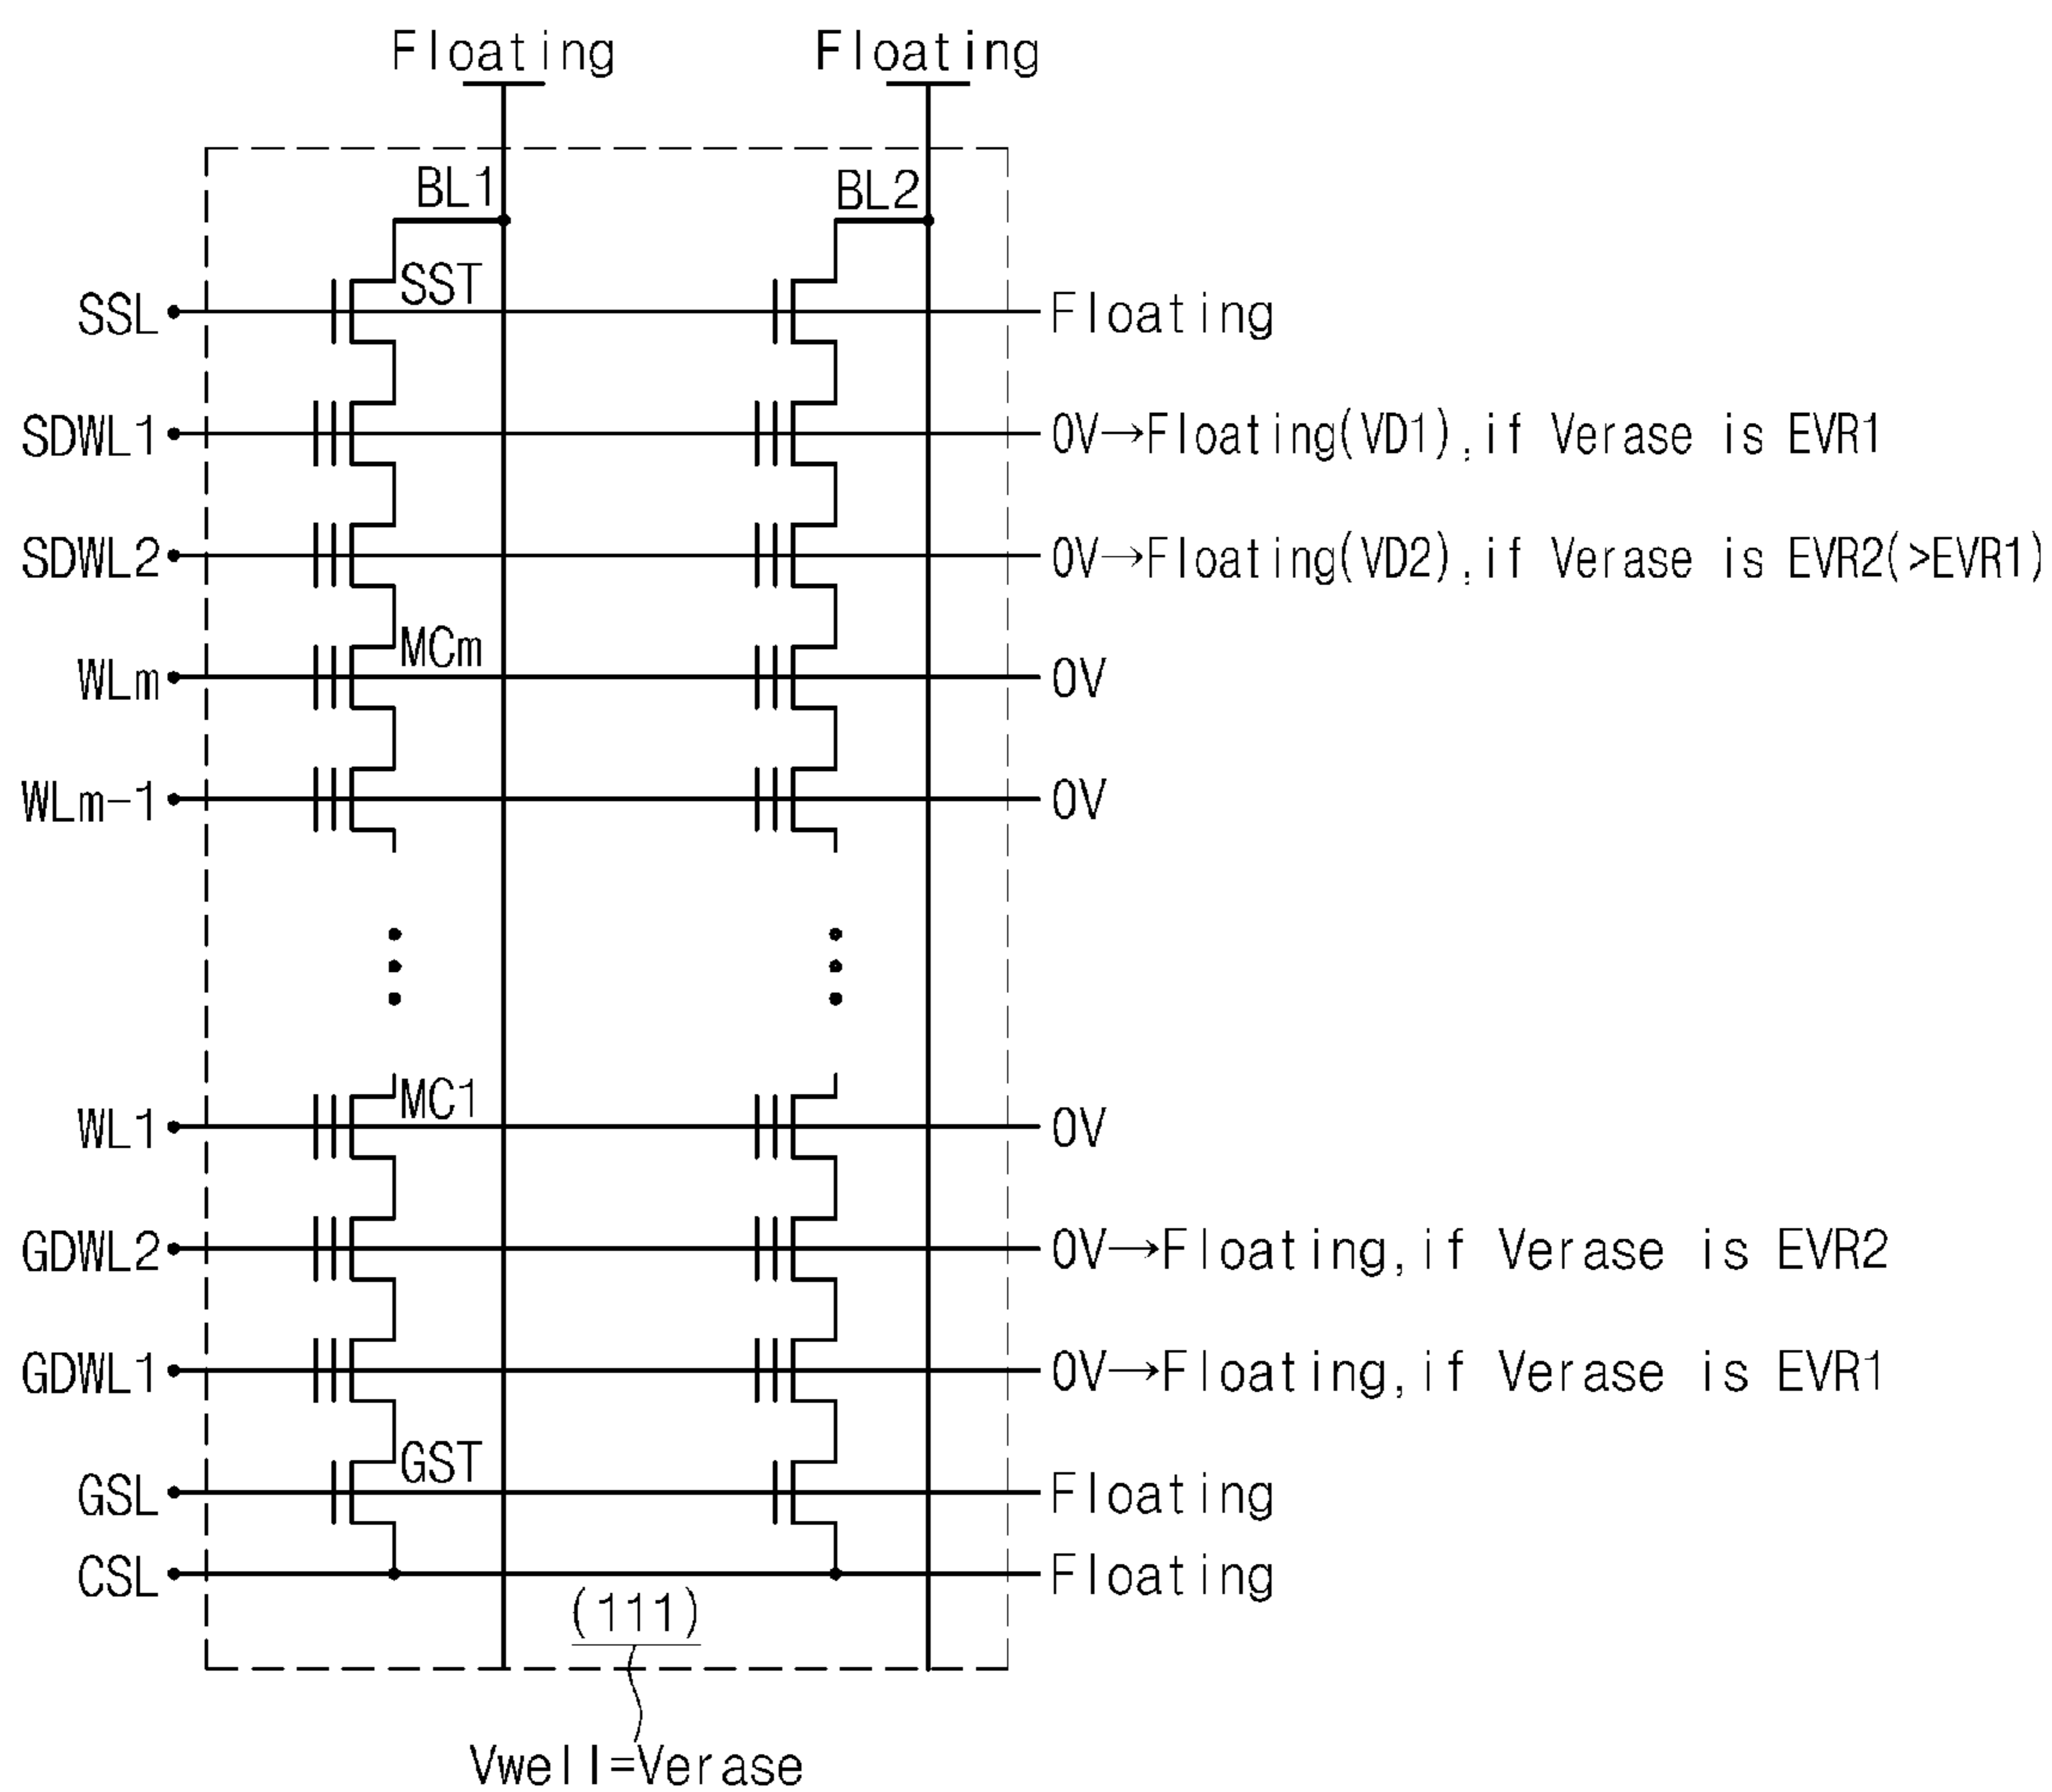 Floating Floating
BL1 BL2
SSL SST Floating
SDWL1 0V→Floating(VD1),if Verase is EVR1
SDWL2 0V→Floating(VD2),if Verase is EVR2(>EVR1)
WLm MCm 0V
WLm-1 0V
WL1 MC1 0V
GDWL2 0V→Floating,if Verase is EVR2
GDWL1 0V→Floating,if Verase is EVR1
GSL GST Floating
CSL Floating
(111)
Vwell=Verase